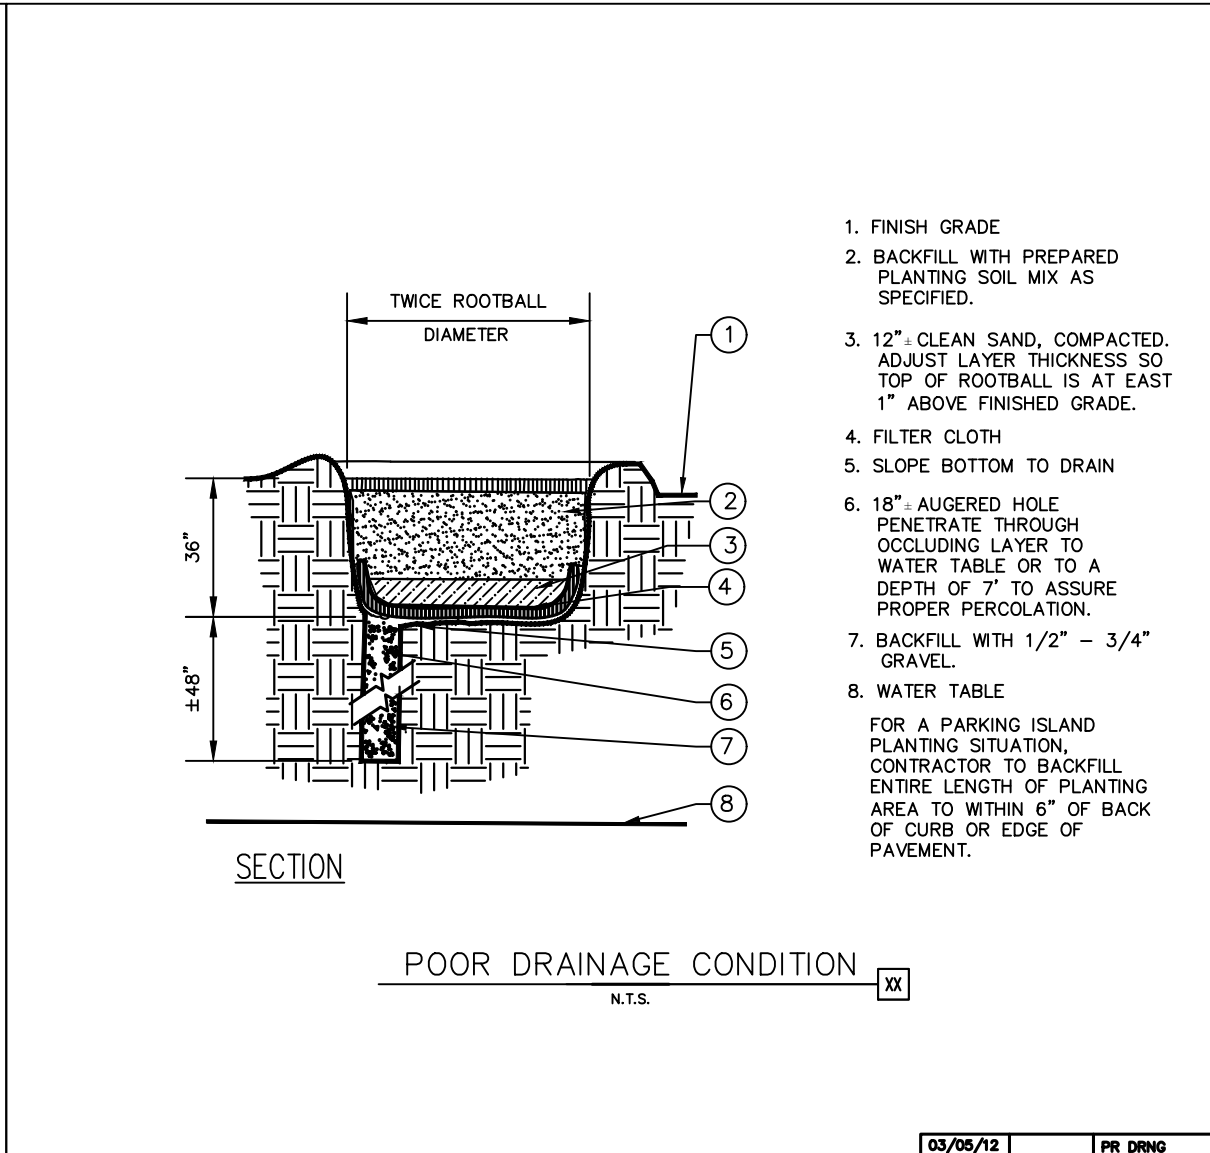 TWICE ROOTBALL
DIAMETER
36"
±48"
1
2
3
4
5
6
7
8
1. FINISH GRADE
2. BACKFILL WITH PREPARED
PLANTING SOIL MIX AS
SPECIFIED.
3. 12"± CLEAN SAND, COMPACTED.
ADJUST LAYER THICKNESS SO
TOP OF ROOTBALL IS AT EAST
1" ABOVE FINISHED GRADE.
4. FILTER CLOTH
5. SLOPE BOTTOM TO DRAIN
6. 18"± AUGERED HOLE
PENETRATE THROUGH
OCCLUDING LAYER TO
WATER TABLE OR TO A
DEPTH OF 7' TO ASSURE
PROPER PERCOLATION.
7. BACKFILL WITH 1/2" – 3/4"
GRAVEL.
8. WATER TABLE
FOR A PARKING ISLAND
PLANTING SITUATION,
CONTRACTOR TO BACKFILL
ENTIRE LENGTH OF PLANTING
AREA TO WITHIN 6" OF BACK
OF CURB OR EDGE OF
PAVEMENT.
SECTION
POOR DRAINAGE CONDITION
XX
N.T.S.
03/05/12
PR DRNG